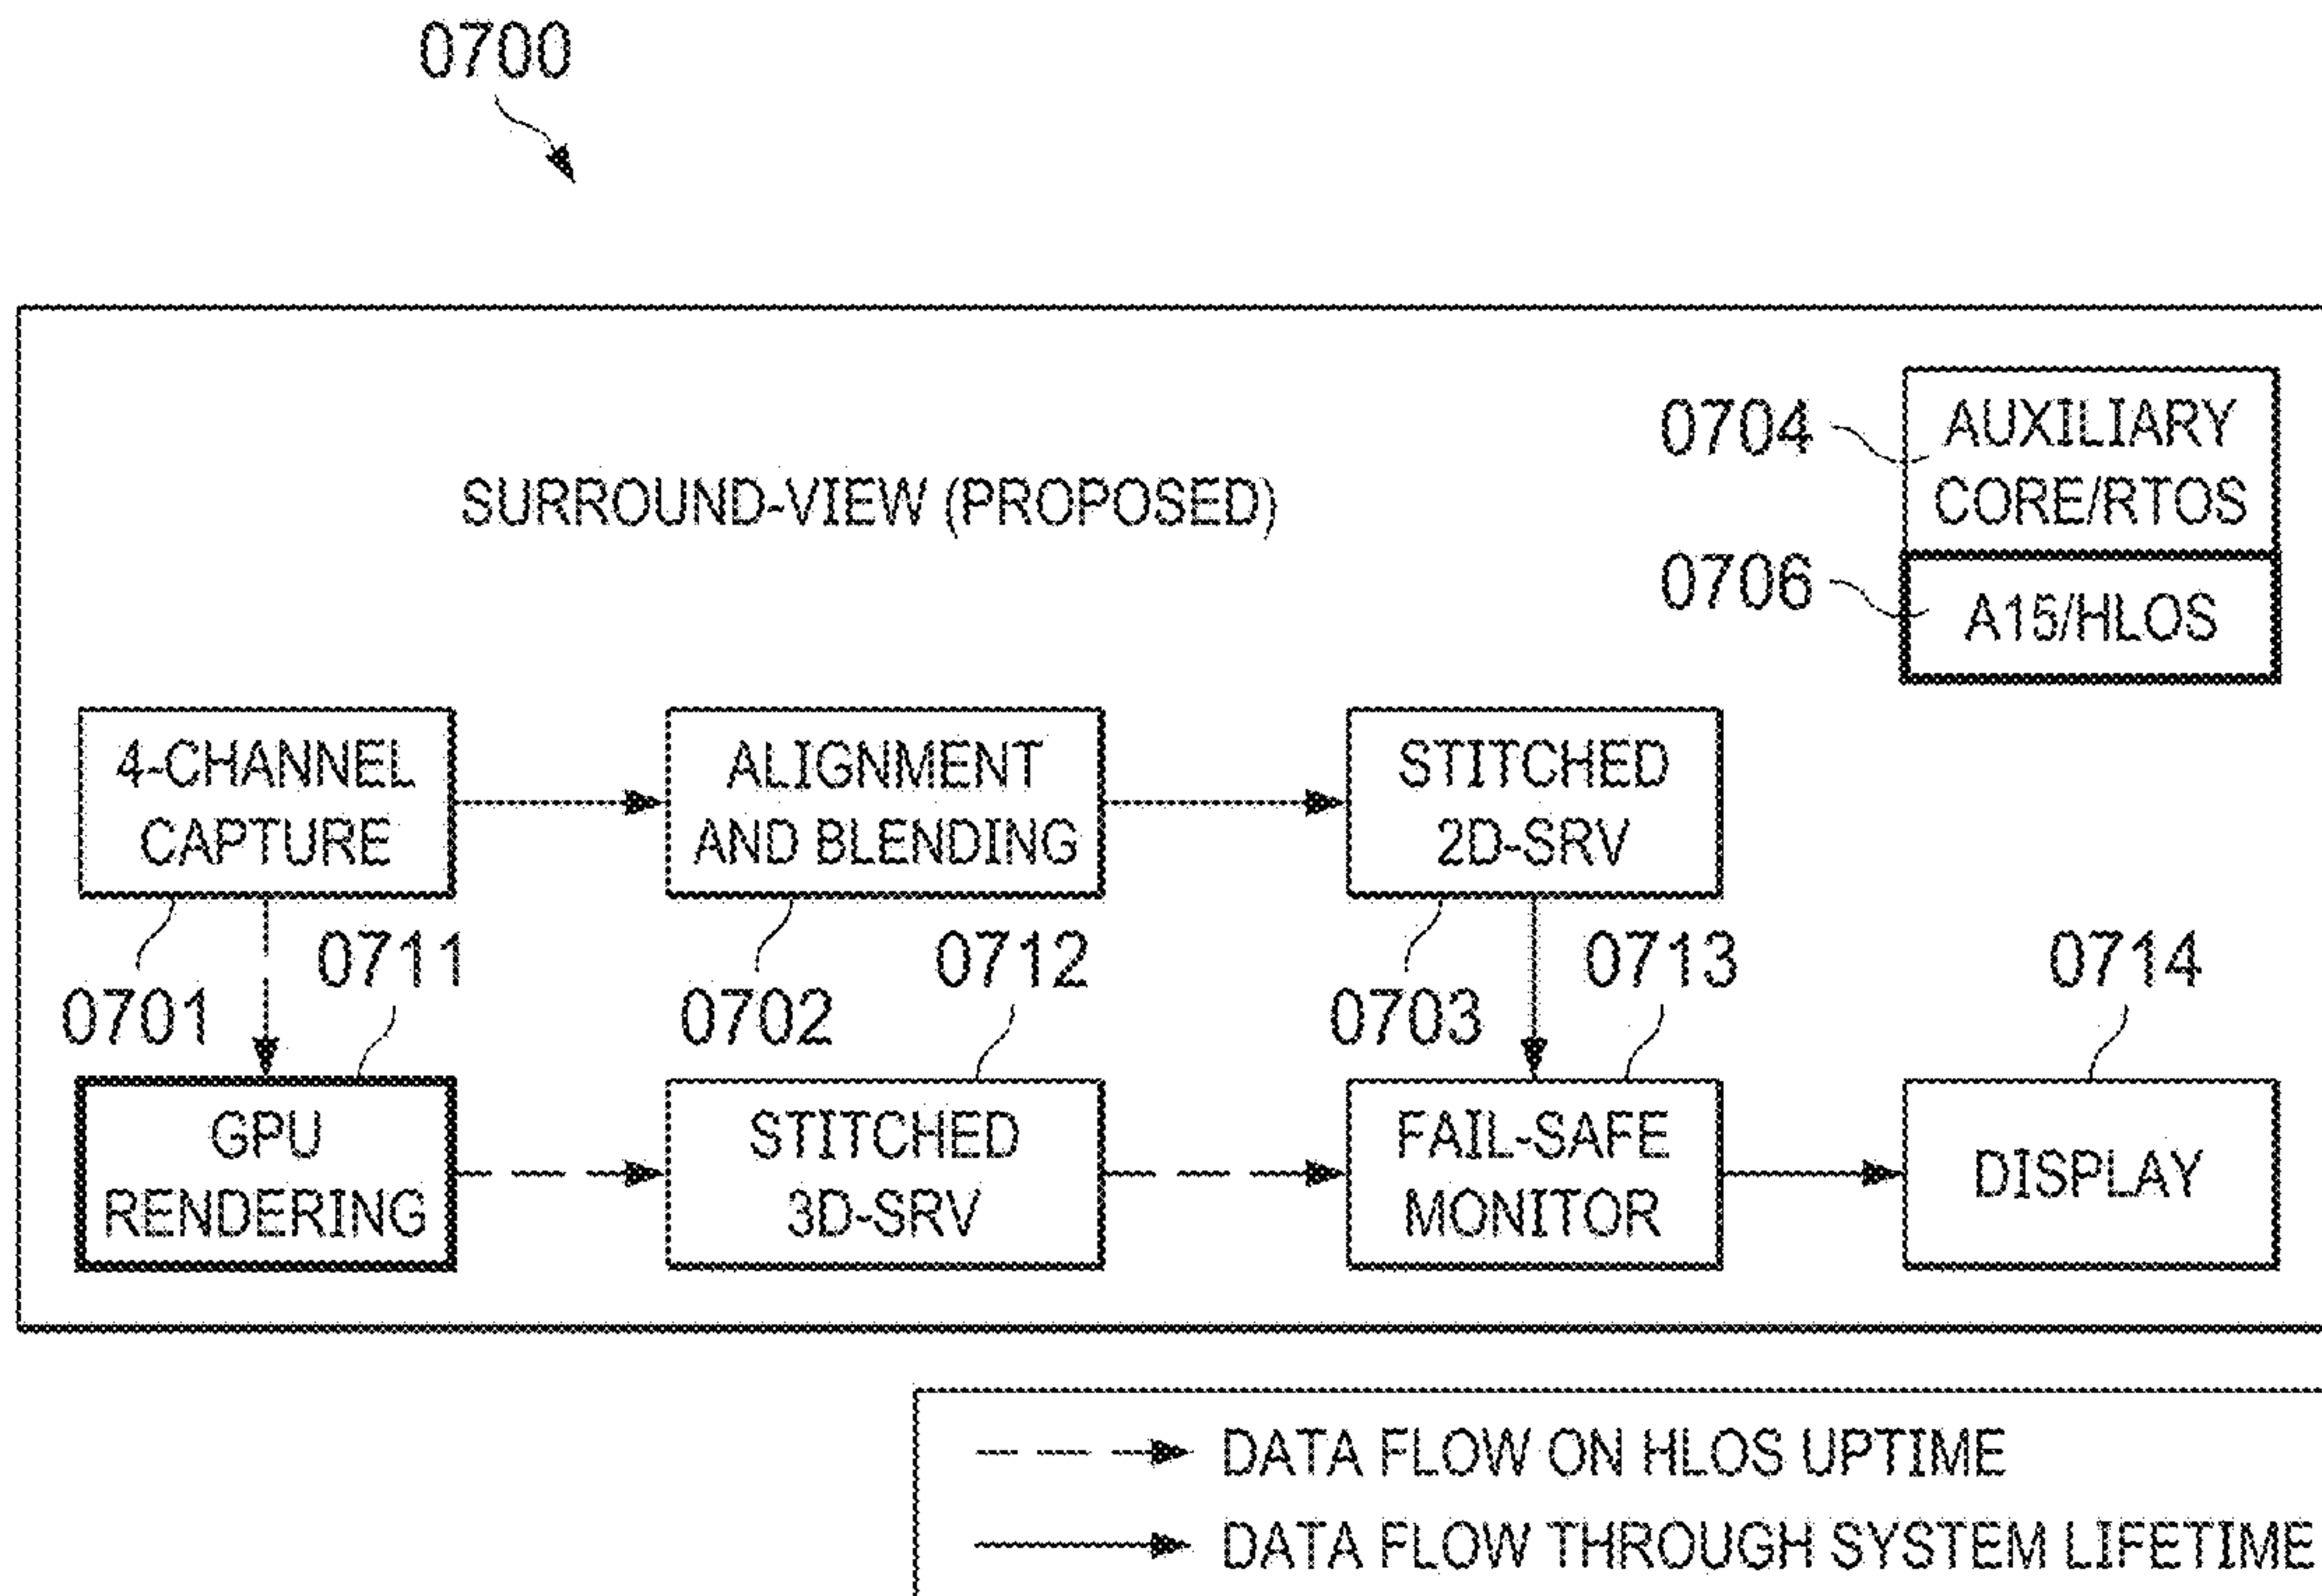 0700
0704
AUXILIARY
CORE/RTOS
SURROUND-VIEW (PROPOSED)
0706
A15/HLOS
4-CHANNEL
CAPTURE
ALIGNMENT
AND BLENDING
STITCHED
2D-SRV
0711
0712
0713
0714
0701
0702
0703
GPU
RENDERING
STITCHED
3D-SRV
FAIL-SAFE
MONITOR
DISPLAY
DATA FLOW ON HLOS UPTIME
DATA FLOW THROUGH SYSTEM LIFETIME